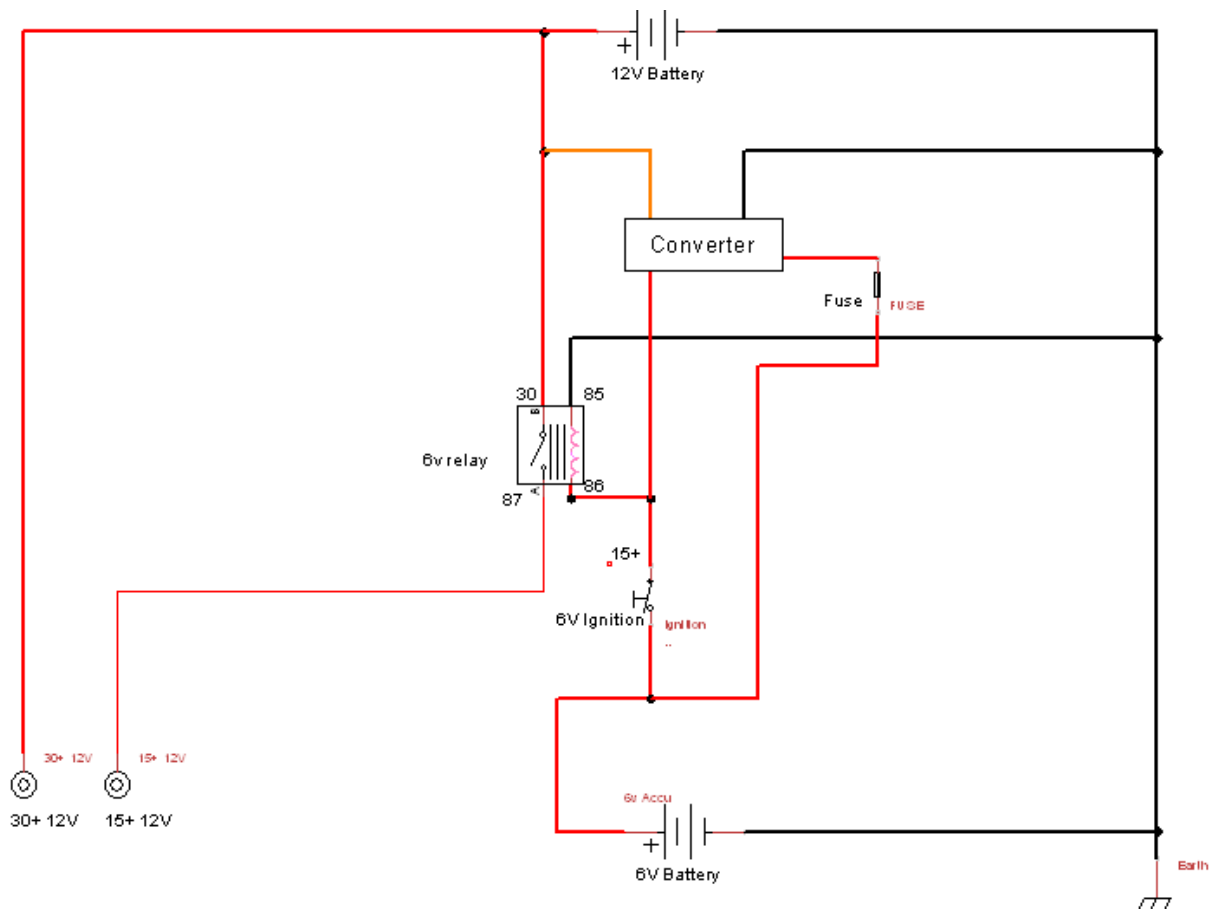 +
12V Battery
Converter
Fuse
FUSE
30
85
B
6v relay
87
A
86
15+
6V Ignition
Ignition
..
30+ 12V
15+ 12V
30+ 12V
15+ 12V
6v Accu
+
6V Battery
Earth